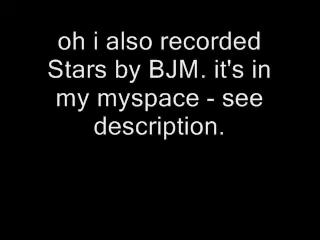 oh i also recorded
Stars by BJM. it's in
my myspace - see
description.